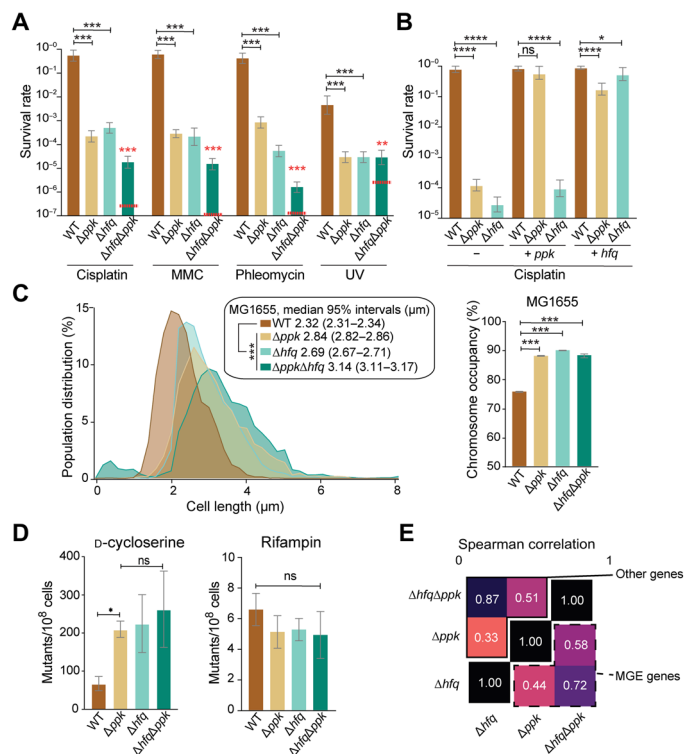 A
Survival rate
10⁻⁰
10⁻¹
10⁻²
10⁻³
10⁻⁴
10⁻⁵
10⁻⁶
10⁻⁷
***
***
***
***
***
***
***
***
***
***
***
**
WT
Δppk
Δhfq
ΔhfqΔppk
WT
Δppk
Δhfq
ΔhfqΔppk
WT
Δppk
Δhfq
ΔhfqΔppk
WT
Δppk
Δhfq
ΔhfqΔppk
Cisplatin
MMC
Phleomycin
UV
B
Survival rate
10⁻⁰
10⁻¹
10⁻²
10⁻³
10⁻⁴
10⁻⁵
****
****
****
ns
*
****
WT
Δppk
Δhfq
WT
Δppk
Δhfq
WT
Δppk
Δhfq
–
+ ppk
+ hfq
Cisplatin
C
Population distribution (%)
15
10
5
0
0
2
4
6
8
Cell length (μm)
MG1655, median 95% intervals (μm)
WT 2.32 (2.31–2.34)
Δppk 2.84 (2.82–2.86)
Δhfq 2.69 (2.67–2.71)
ΔppkΔhfq 3.14 (3.11–3.17)
***
MG1655
Chromosome occupancy (%)
100
90
80
70
60
50
***
***
***
WT
Δppk
Δhfq
ΔhfqΔppk
D
D-cycloserine
Mutants/10⁸ cells
400
300
200
100
0
*
ns
WT
Δppk
Δhfq
ΔhfqΔppk
Rifampin
Mutants/10⁸ cells
10
8
6
4
2
0
ns
WT
Δppk
Δhfq
ΔhfqΔppk
E
Spearman correlation
0 1
Other genes
ΔhfqΔppk 0.87 0.51 1.00
Δppk 0.33 1.00 0.58
MGE genes
Δhfq 1.00 0.44 0.72
Δhfq Δppk ΔhfqΔppk